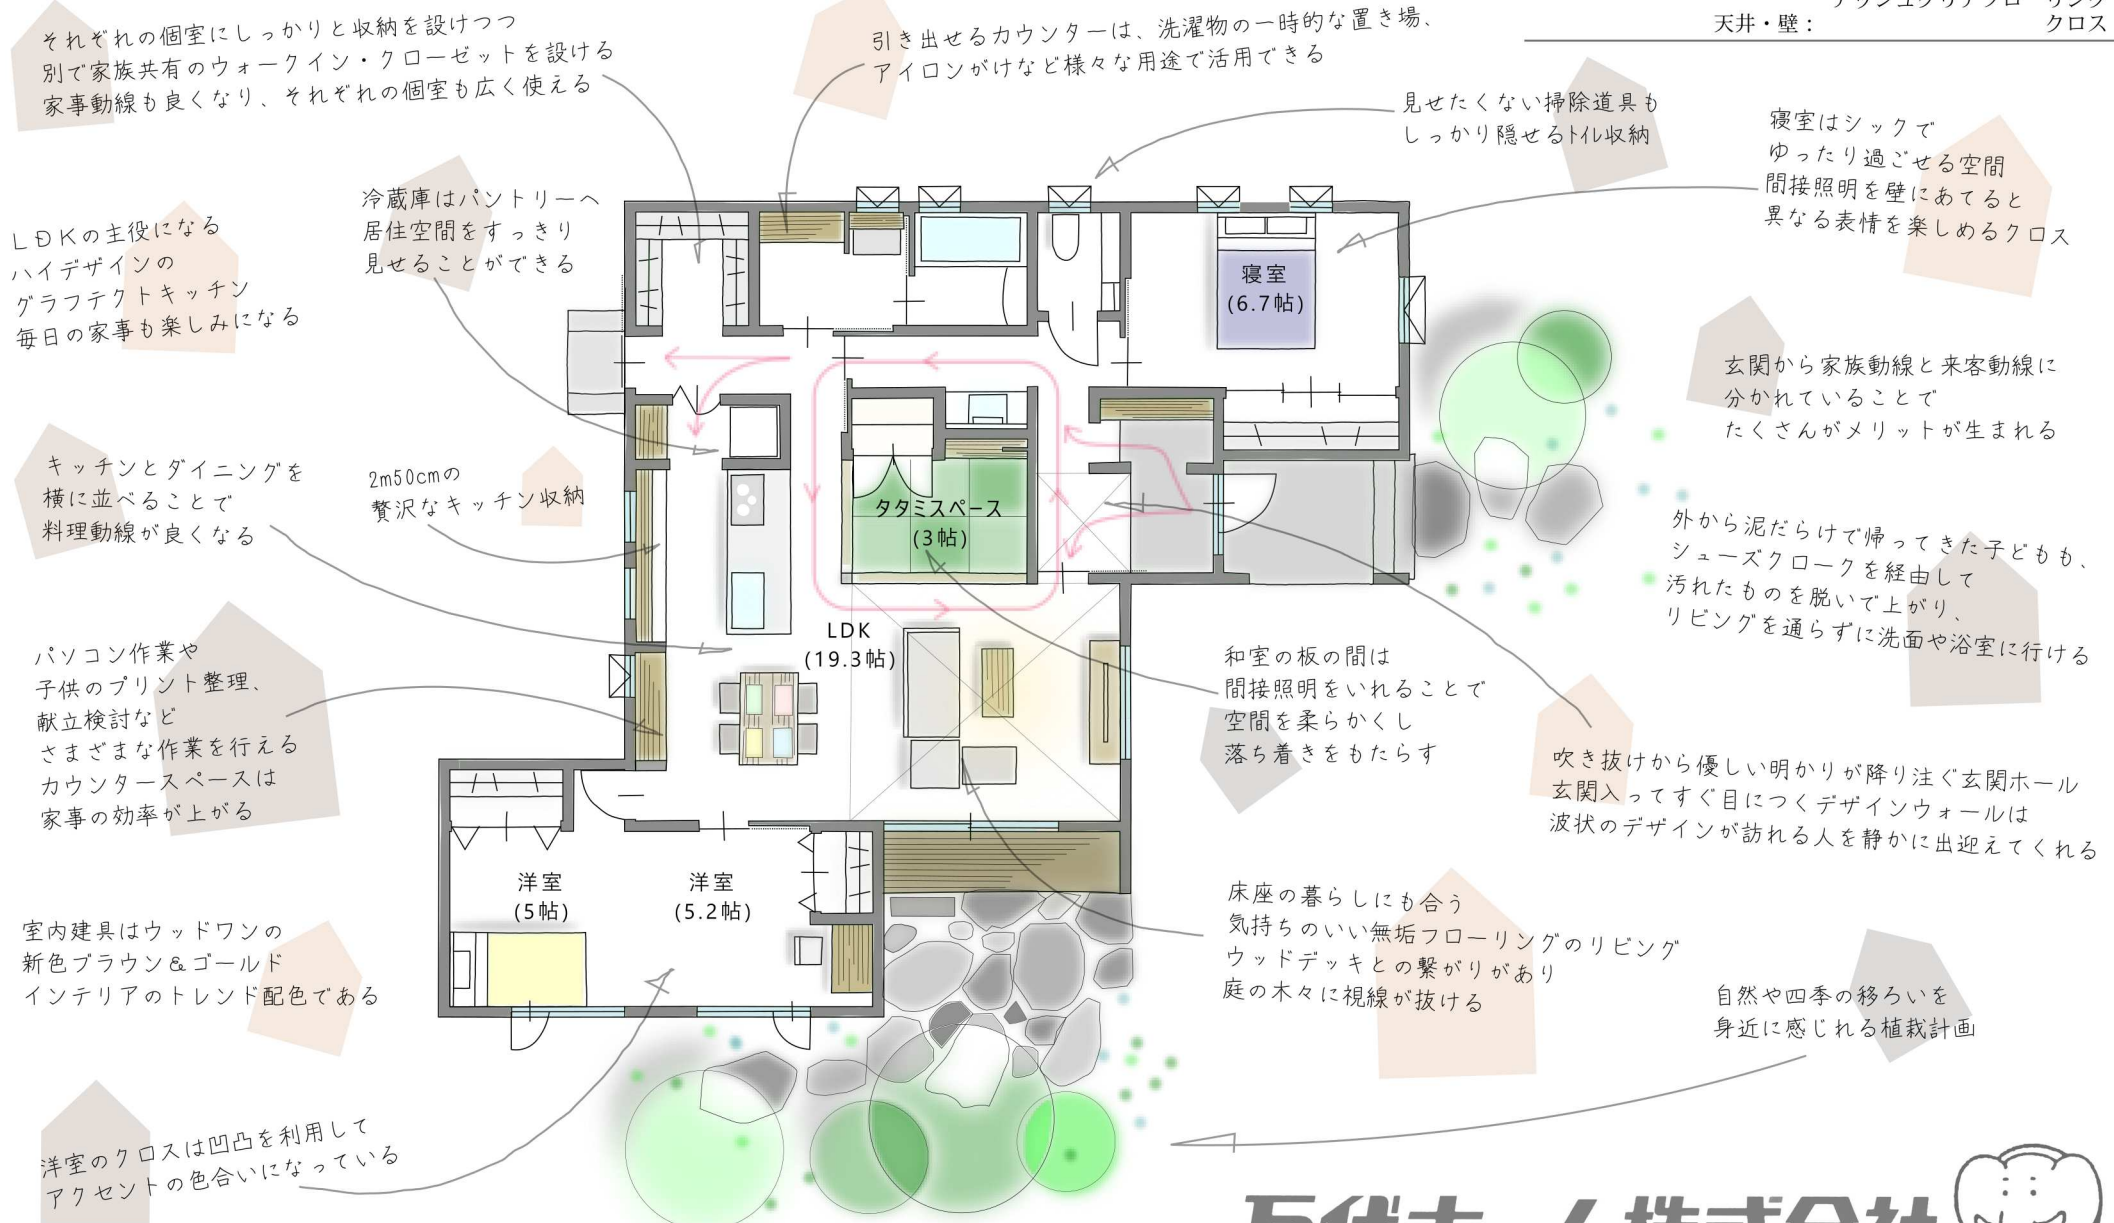 それぞれの個室にしっかりと収納を設けつつ
別で家族共有のウォークイン・クローゼットを設ける
家事動線も良くなり、それぞれの個室も広く使える
引き出せるカウンターは、洗濯物の一時的な置き場、
アイロンがけなど様々な用途で活用できる
天井・壁： クロス
見せたくない掃除道具も
しっかり隠せるトイレ収納
寝室はシックで
ゆったり過ごせる空間
間接照明を壁にあてると
異なる表情を楽しめるクロス
冷蔵庫はパントリーへ
居住空間をすっきり
見せることができる
LDKの主役になる
ハイデザインの
グラフテクトキッチン
毎日の家事も楽しみになる
寝室
(6.7帖)
玄関から家族動線と来客動線に
分かれていることで
たくさんがメリットが生まれる
キッチンとダイニングを
横に並べることで
料理動線が良くなる
2m50cmの
贅沢なキッチン収納
タタミスペース
(3帖)
外から泥だらけで帰ってきた子どもも、
シューズクロークを経由して
汚れたものを脱いで上がり、
リビングを通らずに洗面や浴室に行ける
LDK
(19.3帖)
パソコン作業や
子供のプリント整理、
献立検討など
さまざまな作業を行える
カウンタースペースは
家事の効率が上がる
和室の板の間は
間接照明をいれることで
空間を柔らかくし
落ち着きをもたらす
吹き抜けから優しい明かりが降り注ぐ玄関ホール
玄関入ってすぐ目につくデザインウォールは
波状のデザインが訪れる人を静かに出迎えてくれる
洋室
(5帖)
洋室
(5.2帖)
床座の暮らしにも合う
気持ちのいい無垢フローリングのリビング
ウッドデッキとの繋がりがあり
庭の木々に視線が抜ける
室内建具はウッドワンの
新色ブラウン&ゴールド
インテリアのトレンド配色である
自然や四季の移ろいを
身近に感じれる植栽計画
洋室のクロスは凹凸を利用して
アクセントの色合いになっている